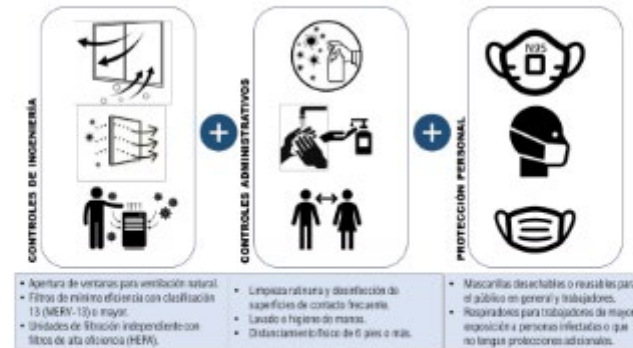 CONTROLES DE INGENIERÍA
CONTROLES ADMINISTRATIVOS
PROTECCIÓN PERSONAL
N95
• Apertura de ventanas para ventilación natural.
• Filtros de mínimo eficiencia con clasificación
13 (MERV-13) o mayor.
• Unidades de filtración independiente con
filtros de alta eficiencia (HEPA).
• Limpieza rutinaria y desinfección de
superficies de contacto frecuente.
• Lavado e higiene de manos.
• Distanciamiento físico de 6 pies o más.
• Mascarillas desechables o reusables para
el público en general y trabajadores.
• Respiradores para trabajadores de mayor
exposición a personas infectadas o que
no tengan protecciones adicionales.